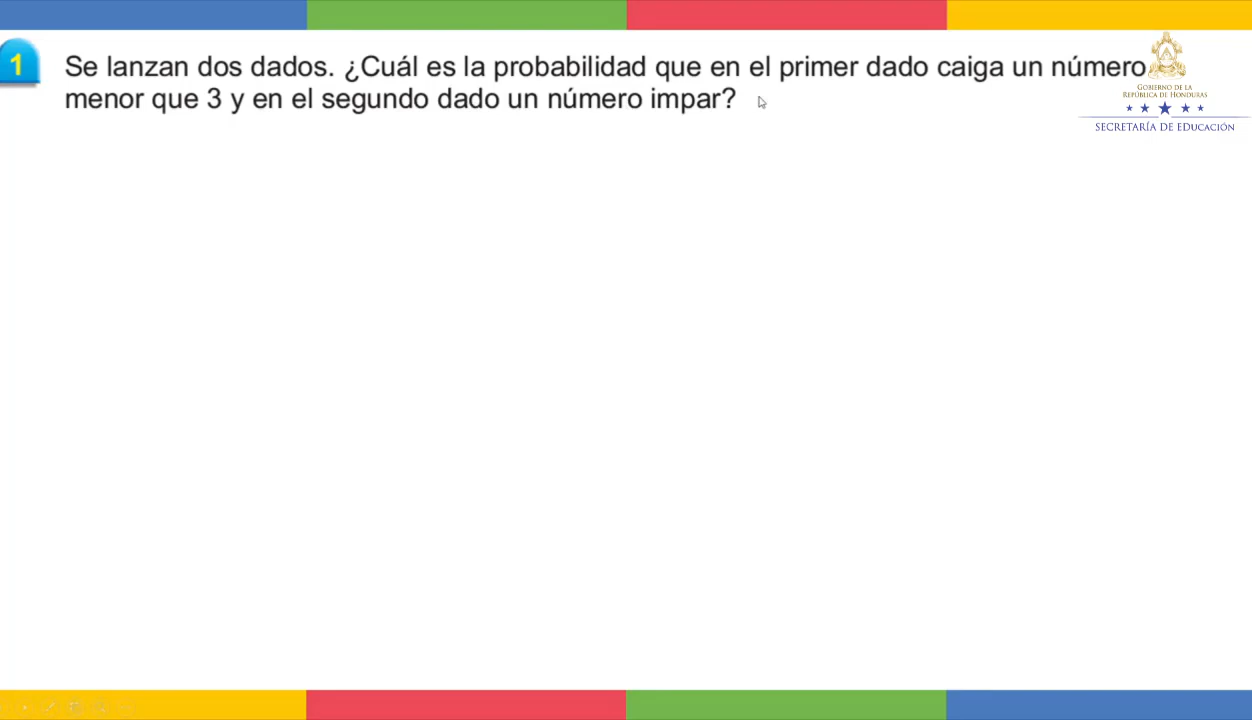 1
Se lanzan dos dados. ¿Cuál es la probabilidad que en el primer dado caiga un número
menor que 3 y en el segundo dado un número impar?
GOBIERNO DE LA
REPÚBLICA DE HONDURAS
SECRETARÍA DE EDUCACIÓN